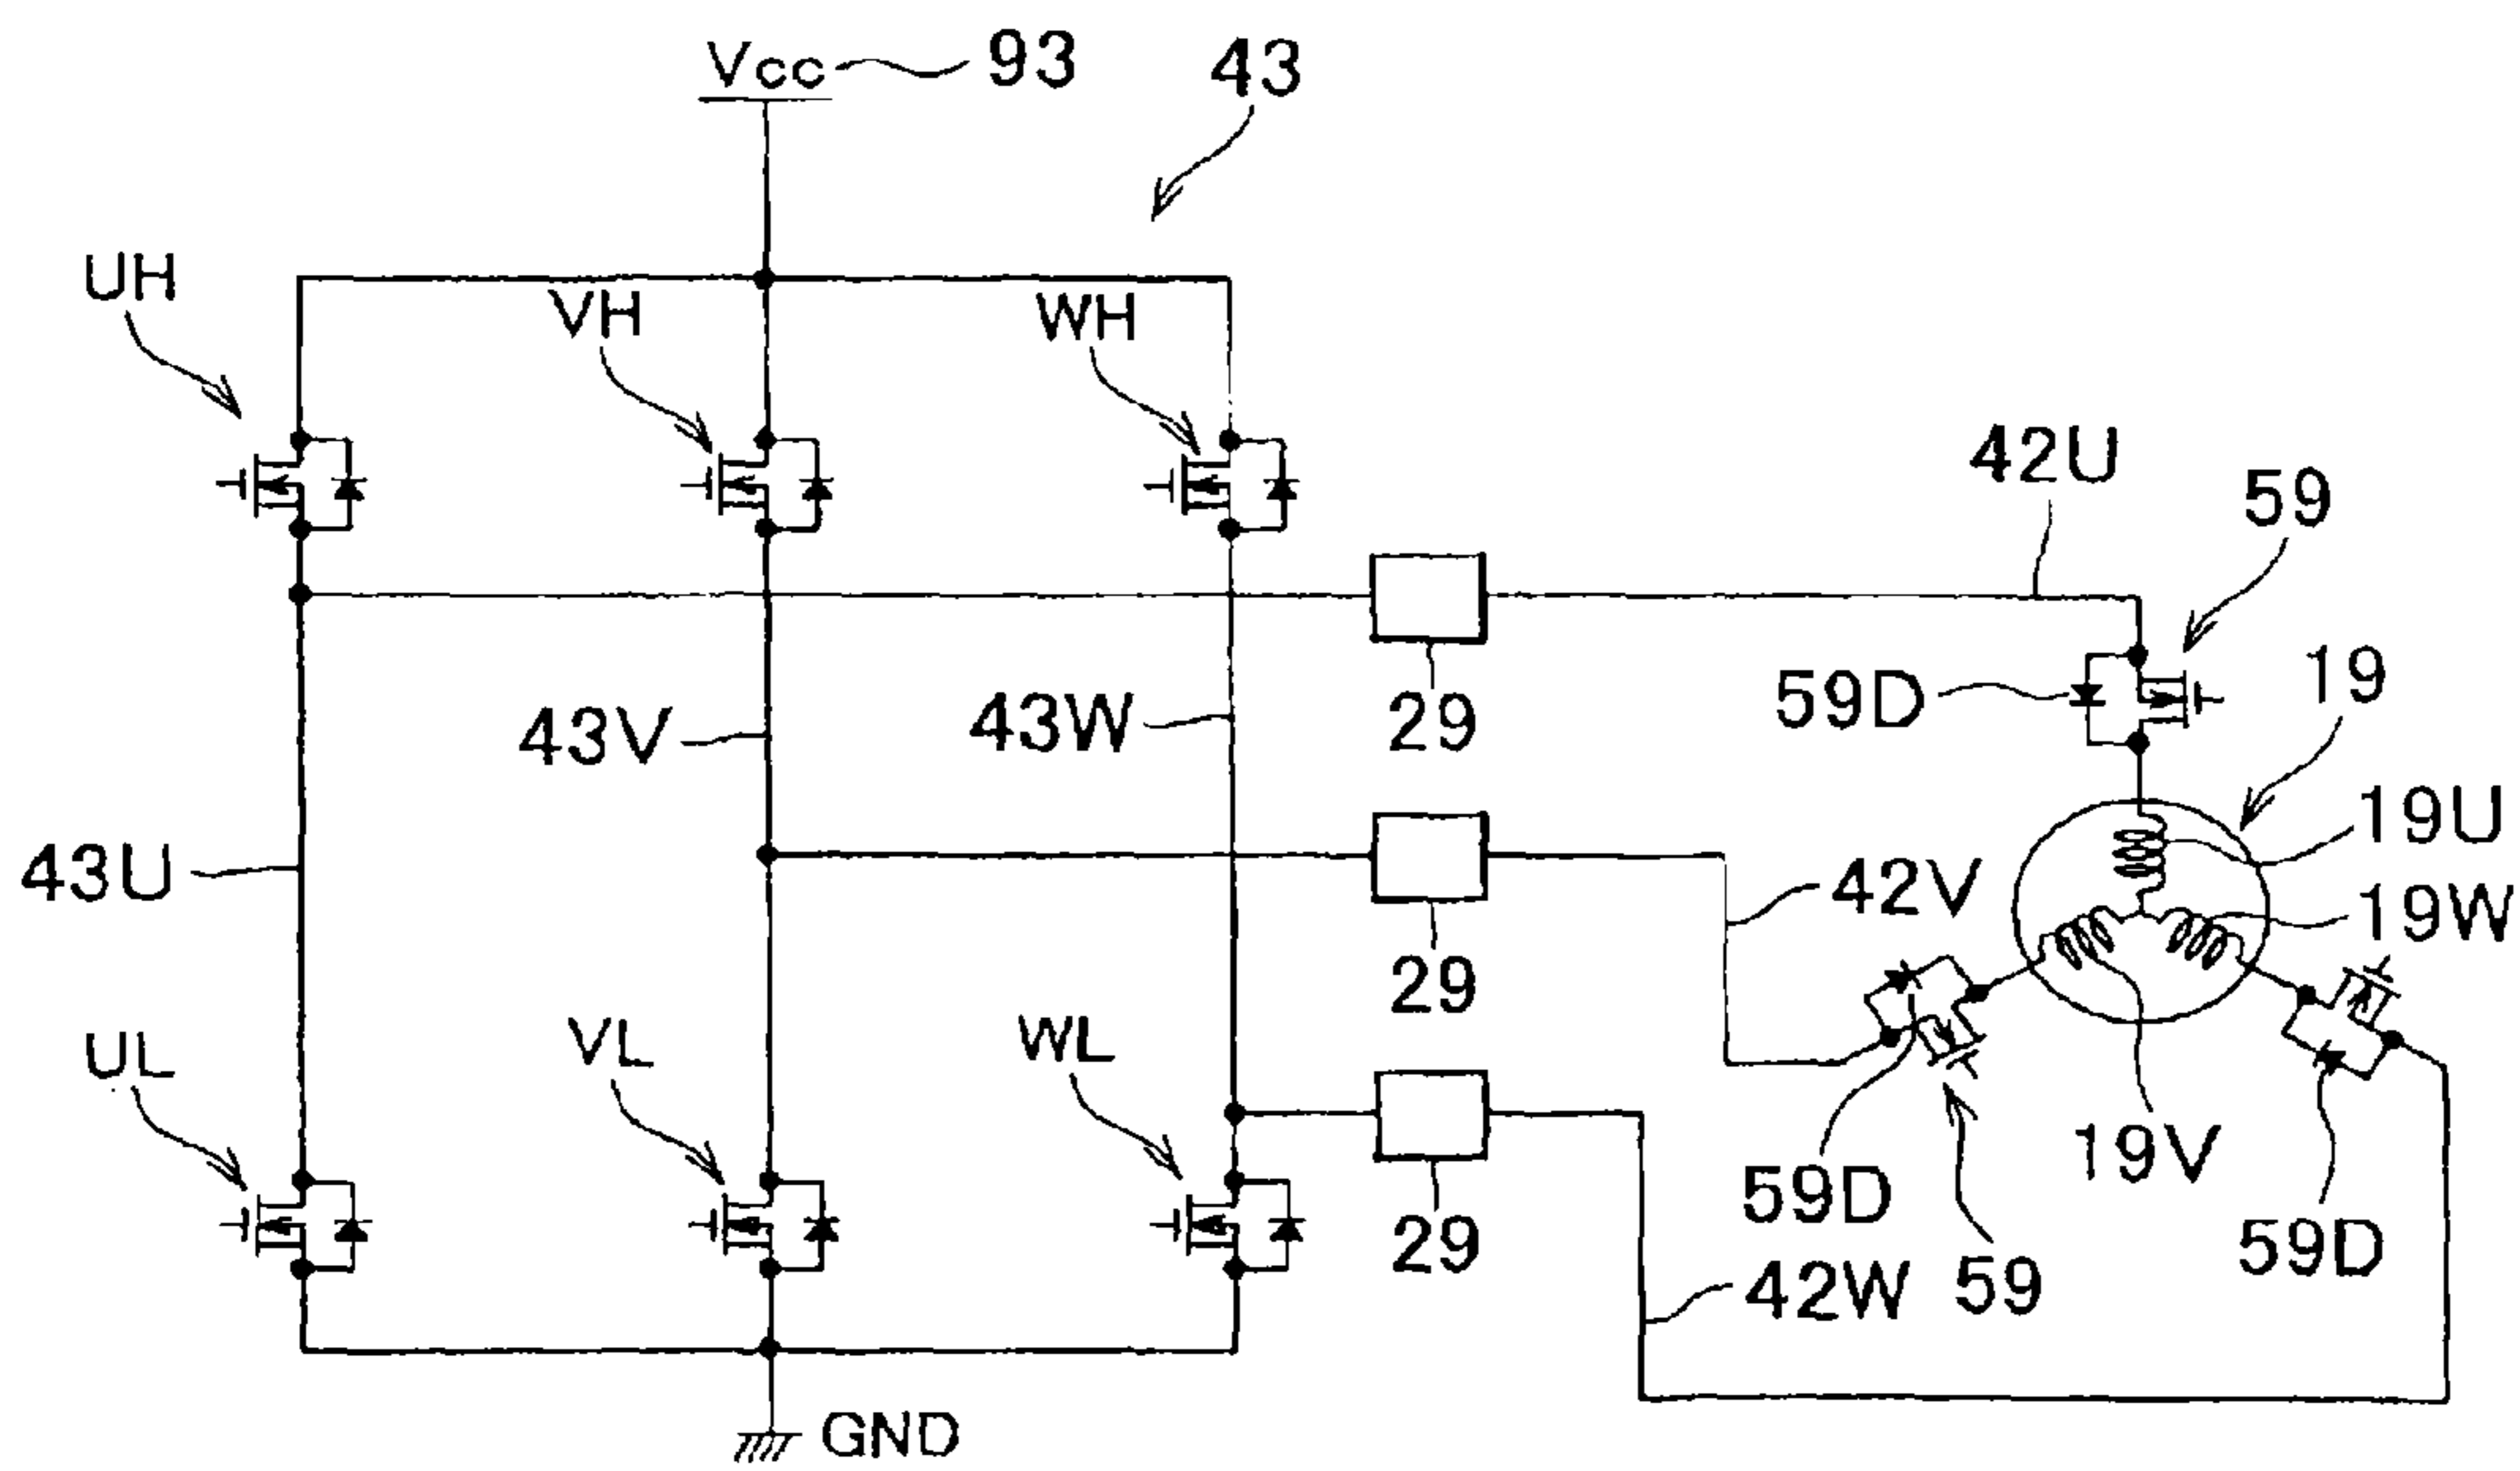 Vcc 93 43
UH VH WH
42U 59
59D 19
43V 43W 29
19U
43U 42V 19W
29
UL VL WL
59D 19V
29 42W 59 59D
GND